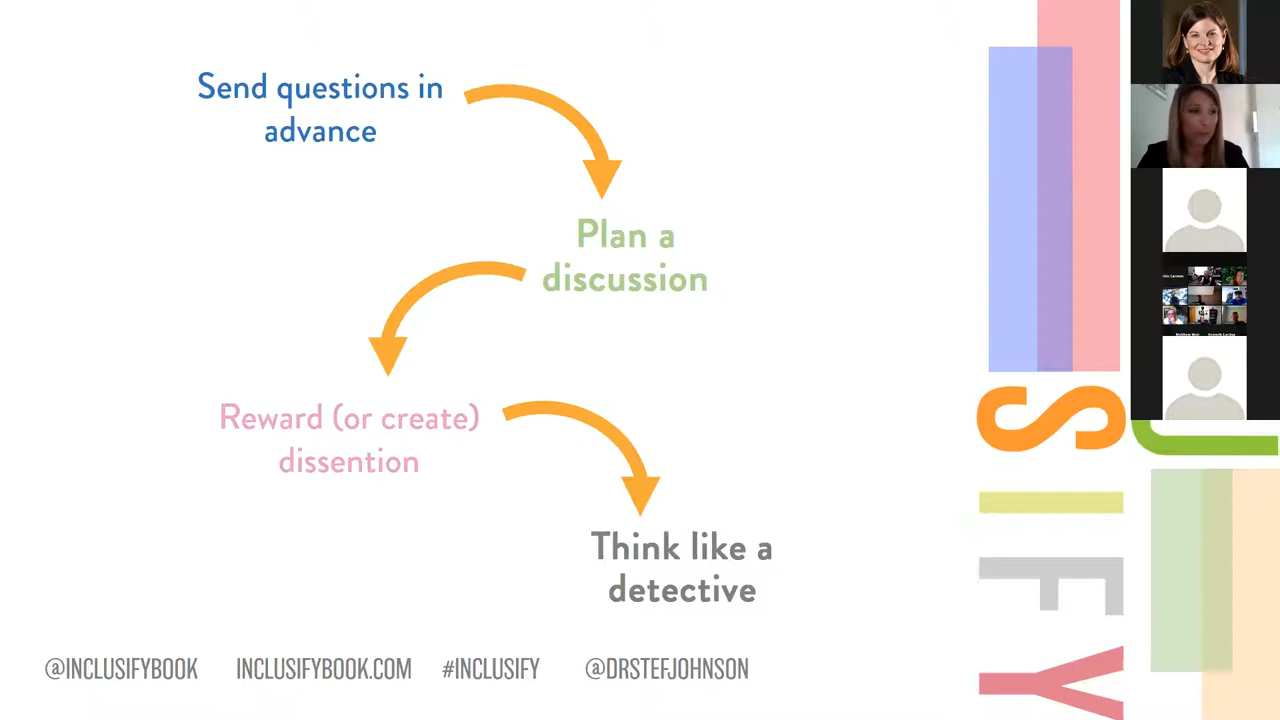 Send questions in
advance
Plan a
discussion
Reward (or create)
dissention
Think like a
detective
@INCLUSIFYBOOK
INCLUSIFYBOOK.COM
#INCLUSIFY
@DRSTEFJOHNSON
SIFY